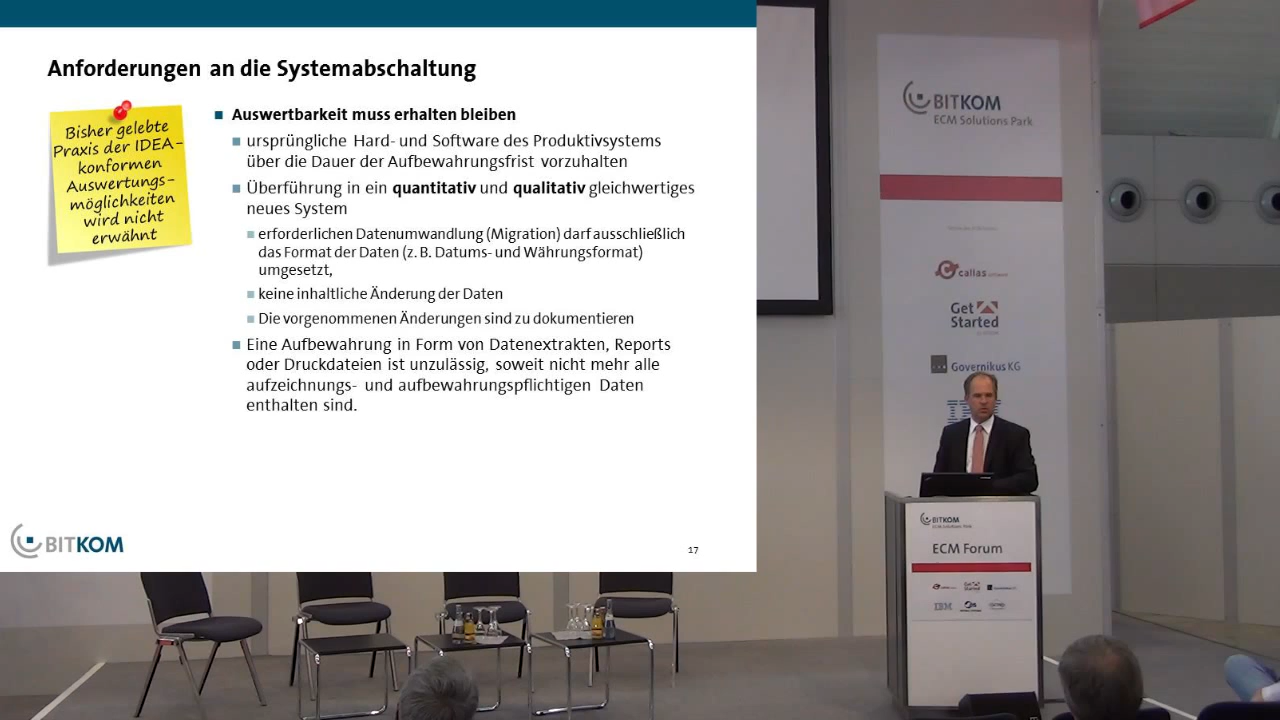 Anforderungen an die Systemabschaltung
Bisher gelebte
Praxis der IDEA-
konformen
Auswertungs-
möglichkeiten
wird nicht
erwähnt
Auswertbarkeit muss erhalten bleiben
ursprüngliche Hard- und Software des Produktivsystems
über die Dauer der Aufbewahrungsfrist vorzuhalten
Überführung in ein quantitativ und qualitativ gleichwertiges
neues System
erforderlichen Datenumwandlung (Migration) darf ausschließlich
das Format der Daten (z. B. Datums- und Währungsformat)
umgesetzt,
keine inhaltliche Änderung der Daten
Die vorgenommenen Änderungen sind zu dokumentieren
Eine Aufbewahrung in Form von Datenextrakten, Reports
oder Druckdateien ist unzulässig, soweit nicht mehr alle
aufzeichnungs- und aufbewahrungspflichtigen Daten
enthalten sind.
BITKOM
17
BITKOM
ECM Solutions Park
callas software
Get
Started
Governikus KG
IBM
BITKOM
ECM Solutions Park
ECM Forum
IBM